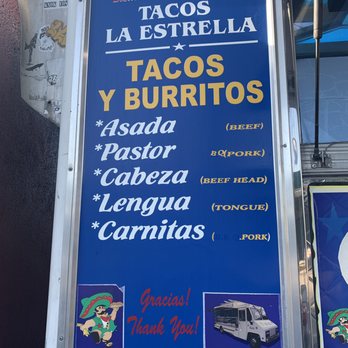 TACOS
LA ESTRELLA
TACOS
Y BURRITOS
*Asada (BEEF)
*Pastor BQ(PORK)
*Cabeza (BEEF HEAD)
*Lengua (TONGUE)
*Carnitas ( .PORK)
Gracias!
Thank You!